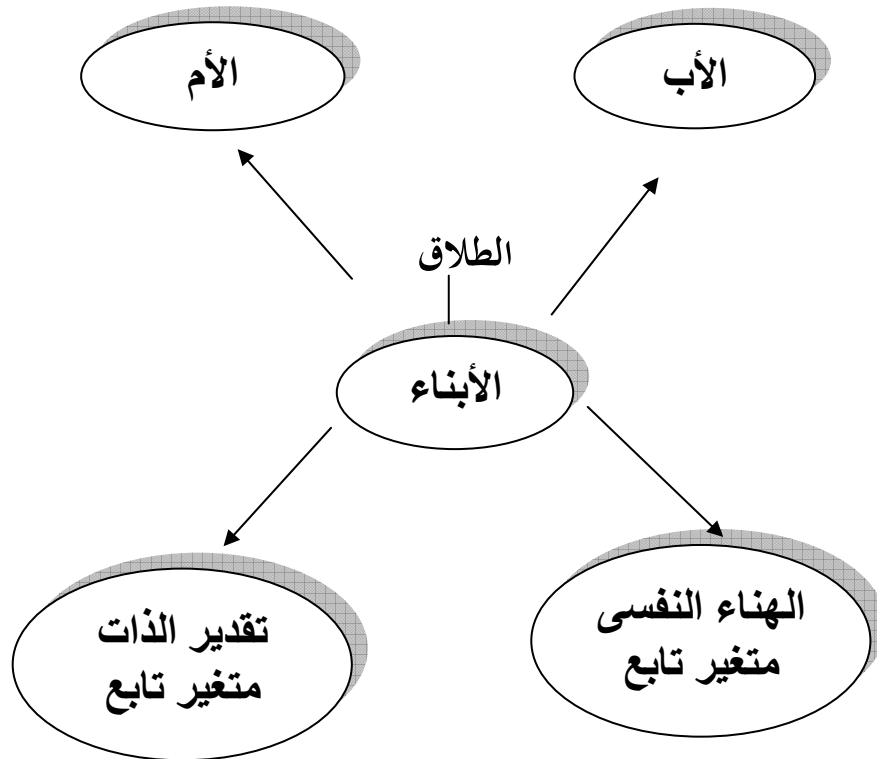 الأب
الأم
الطلاق
الأبناء
الهناء النفسى
متغير تابع
تقدير الذات
متغير تابع